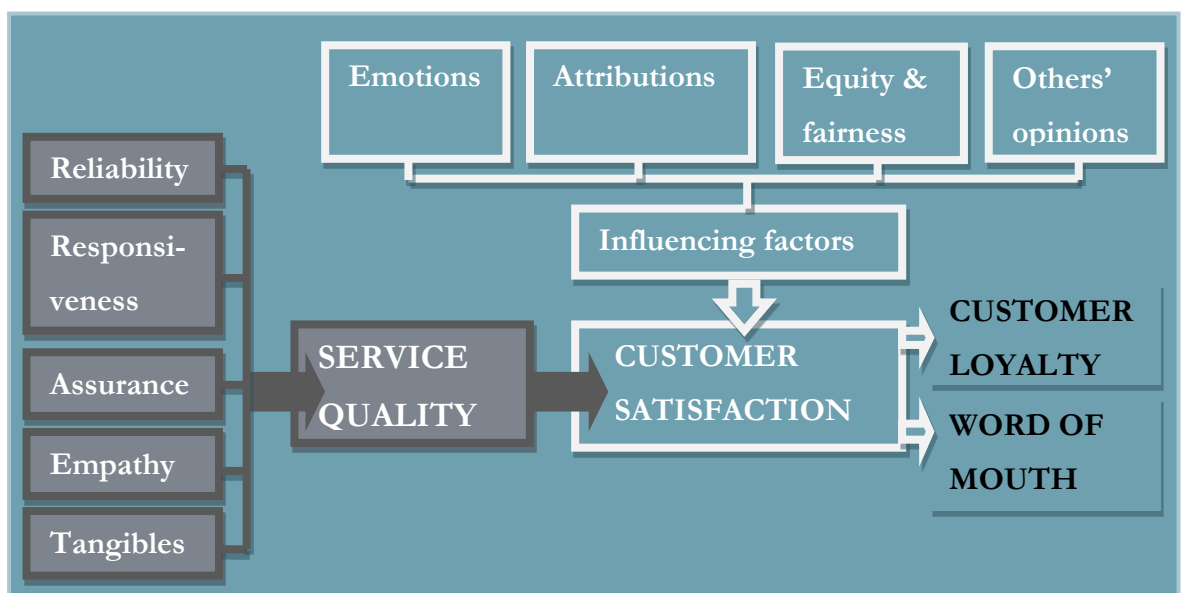 Emotions
Attributions
Equity &
fairness
Others’
opinions
Reliability
Responsi-
veness
Assurance
Empathy
Tangibles
Influencing factors
SERVICE
QUALITY
CUSTOMER
SATISFACTION
CUSTOMER
LOYALTY
WORD OF
MOUTH